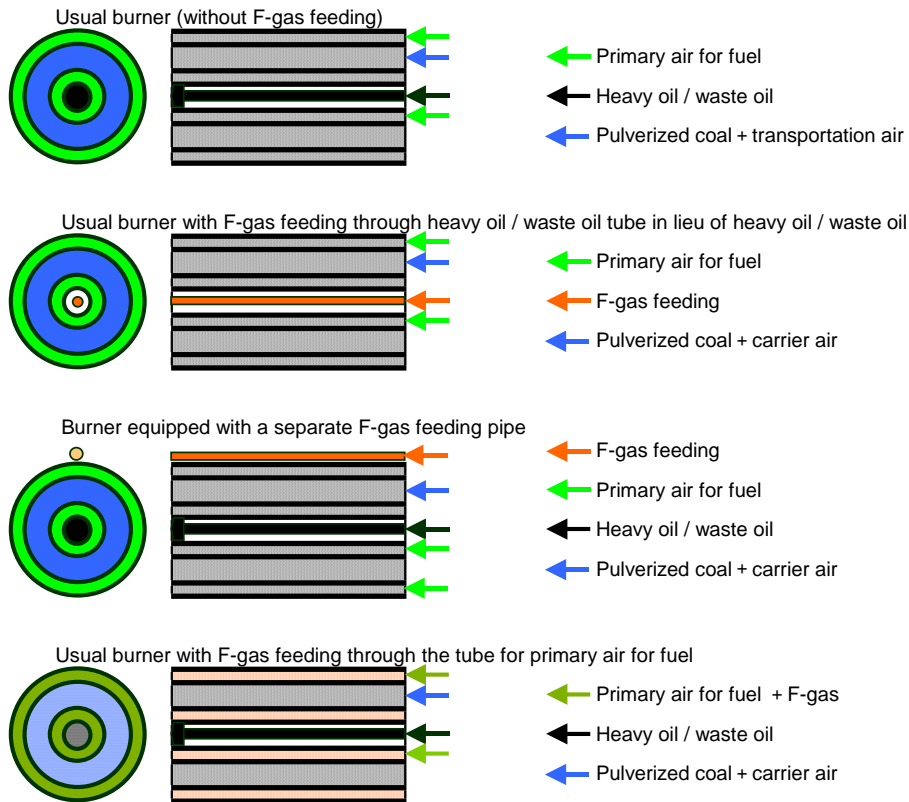 Usual burner (without F-gas feeding)
Primary air for fuel
Heavy oil / waste oil
Pulverized coal + transportation air
Usual burner with F-gas feeding through heavy oil / waste oil tube in lieu of heavy oil / waste oil
Primary air for fuel
F-gas feeding
Pulverized coal + carrier air
Burner equipped with a separate F-gas feeding pipe
F-gas feeding
Primary air for fuel
Heavy oil / waste oil
Pulverized coal + carrier air
Usual burner with F-gas feeding through the tube for primary air for fuel
Primary air for fuel + F-gas
Heavy oil / waste oil
Pulverized coal + carrier air